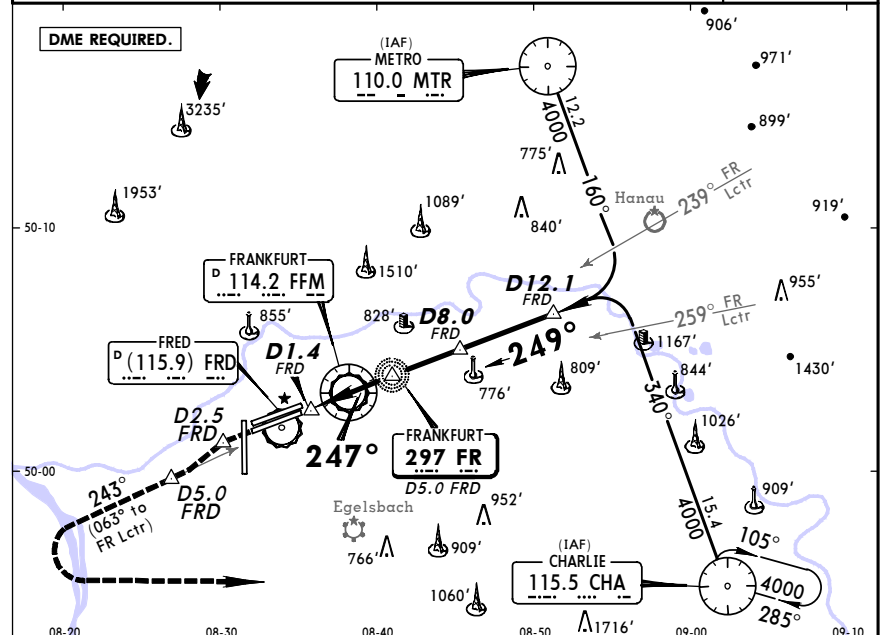 906'
DME REQUIRED.
(IAF)
METRO
110.0 MTR
971'
3235'
12.2
4000
899'
775'
160°
Hanau
239° FR
Lctr
1953'
1089'
840'
919'
50-10
FRANKFURT
D 114.2 FFM
1510'
D12.1
FRD
955'
855'
828'
D8.0
FRD
259° FR
Lctr
249°
FRED
D (115.9) FRD
D1.4
FRD
1167'
809'
776'
844'
1430'
340°
D2.5
FRD
247°
FRANKFURT
297 FR
D5.0 FRD
1026'
50-00
243°
(063° to
FR Lctr)
D5.0
FRD
Egelsbach
952'
909'
15.4
4000
766'
909'
(IAF)
CHARLIE
115.5 CHA
105°
4000
285°
1060'
1716'
08-20
08-30
08-40
08-50
09-00
09-10